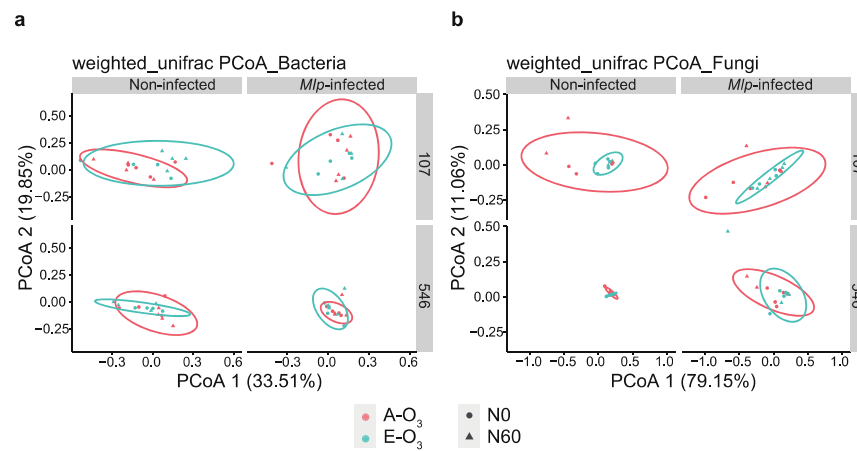 a
weighted_unifrac PCoA_Bacteria
Non-infected
Mlp-infected
0.50
0.25
0.00
−0.25
107
0.50
0.25
0.00
−0.25
546
PCoA 2 (19.85%)
−0.3
0.0
0.3
0.6
−0.3
0.0
0.3
0.6
PCoA 1 (33.51%)
b
weighted_unifrac PCoA_Fungi
Non-infected
Mlp-infected
0.50
0.25
0.00
−0.25
0.50
0.25
0.00
−0.25
PCoA 2 (11.06%)
−1.0
−0.5
0.0
0.5
1.0
−1.0
−0.5
0.0
0.5
1.0
PCoA 1 (79.15%)
A-O₃
E-O₃
N0
N60